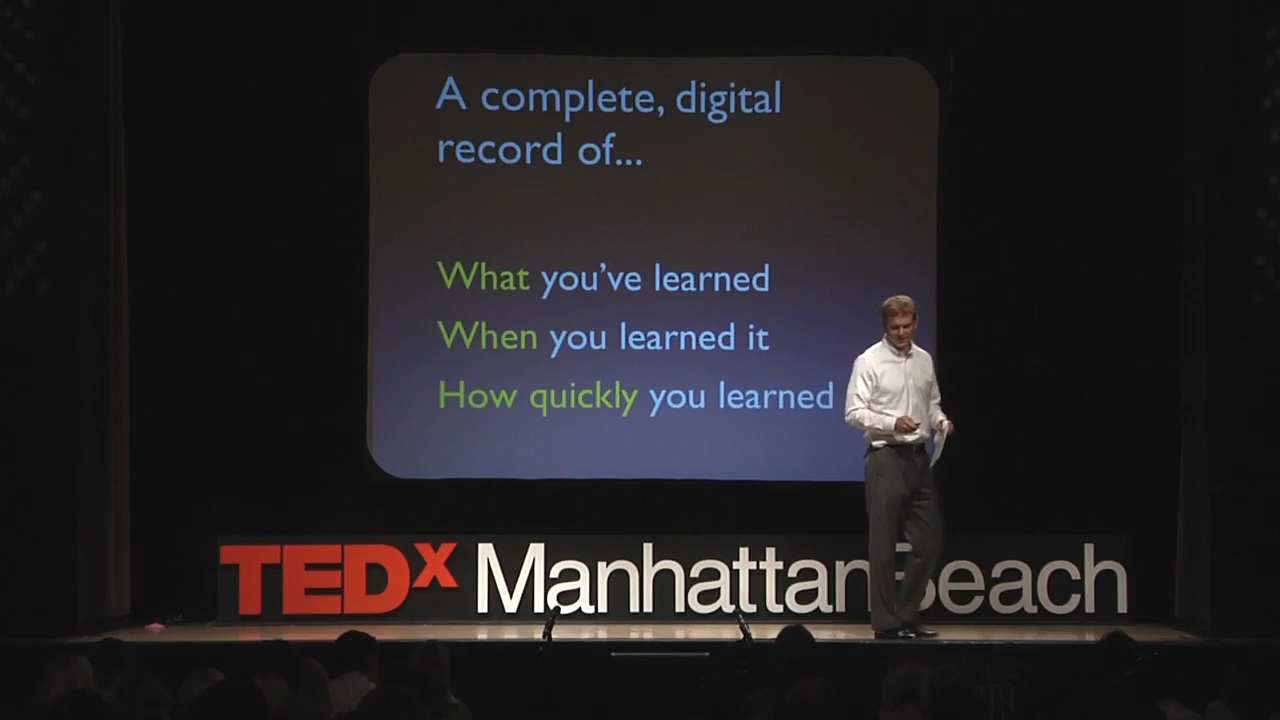 A complete, digital
record of...
What you've learned
When you learned it
How quickly you learned
TEDx ManhattanBeach